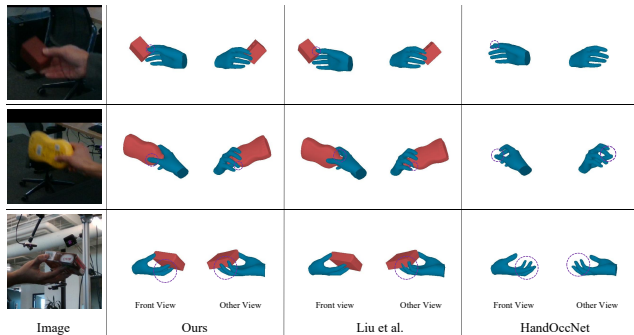 Front View Other View Front view Other View Front View Other View
Image Ours Liu et al. HandOccNet